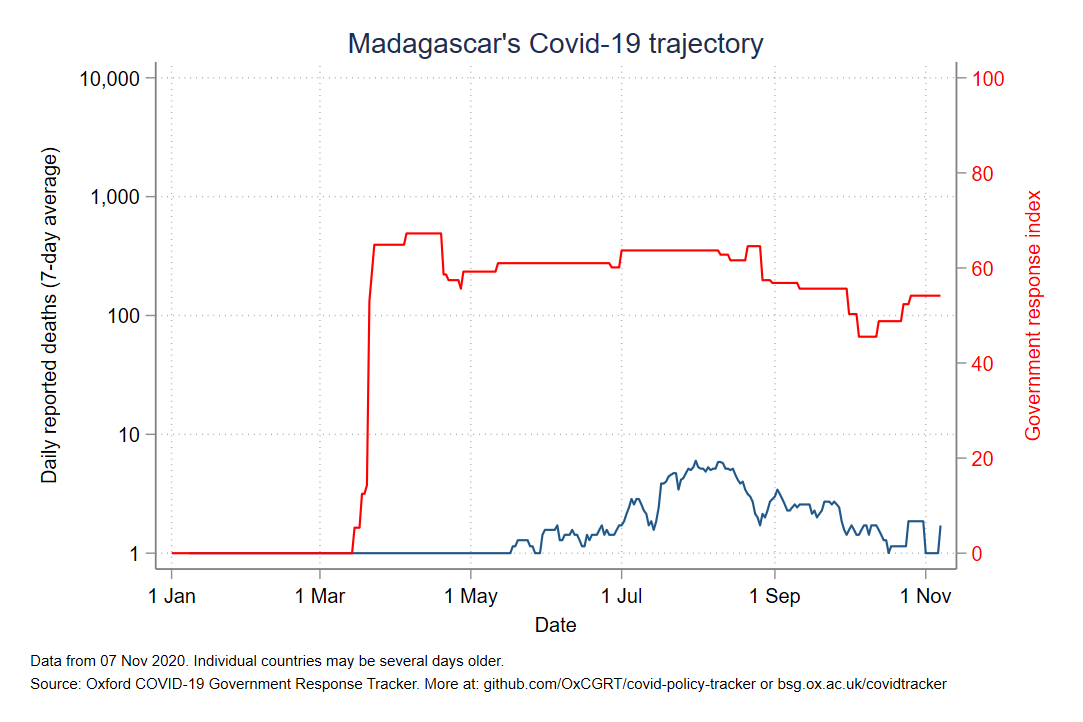 Madagascar's Covid-19 trajectory
Daily reported deaths (7-day average)
10,000
1,000
100
10
1
100
80
60
40
20
0
Government response index
1 Jan 1 Mar 1 May 1 Jul 1 Sep 1 Nov
Date
Data from 07 Nov 2020. Individual countries may be several days older.
Source: Oxford COVID-19 Government Response Tracker. More at: github.com/OxCGRT/covid-policy-tracker or bsg.ox.ac.uk/covidtracker